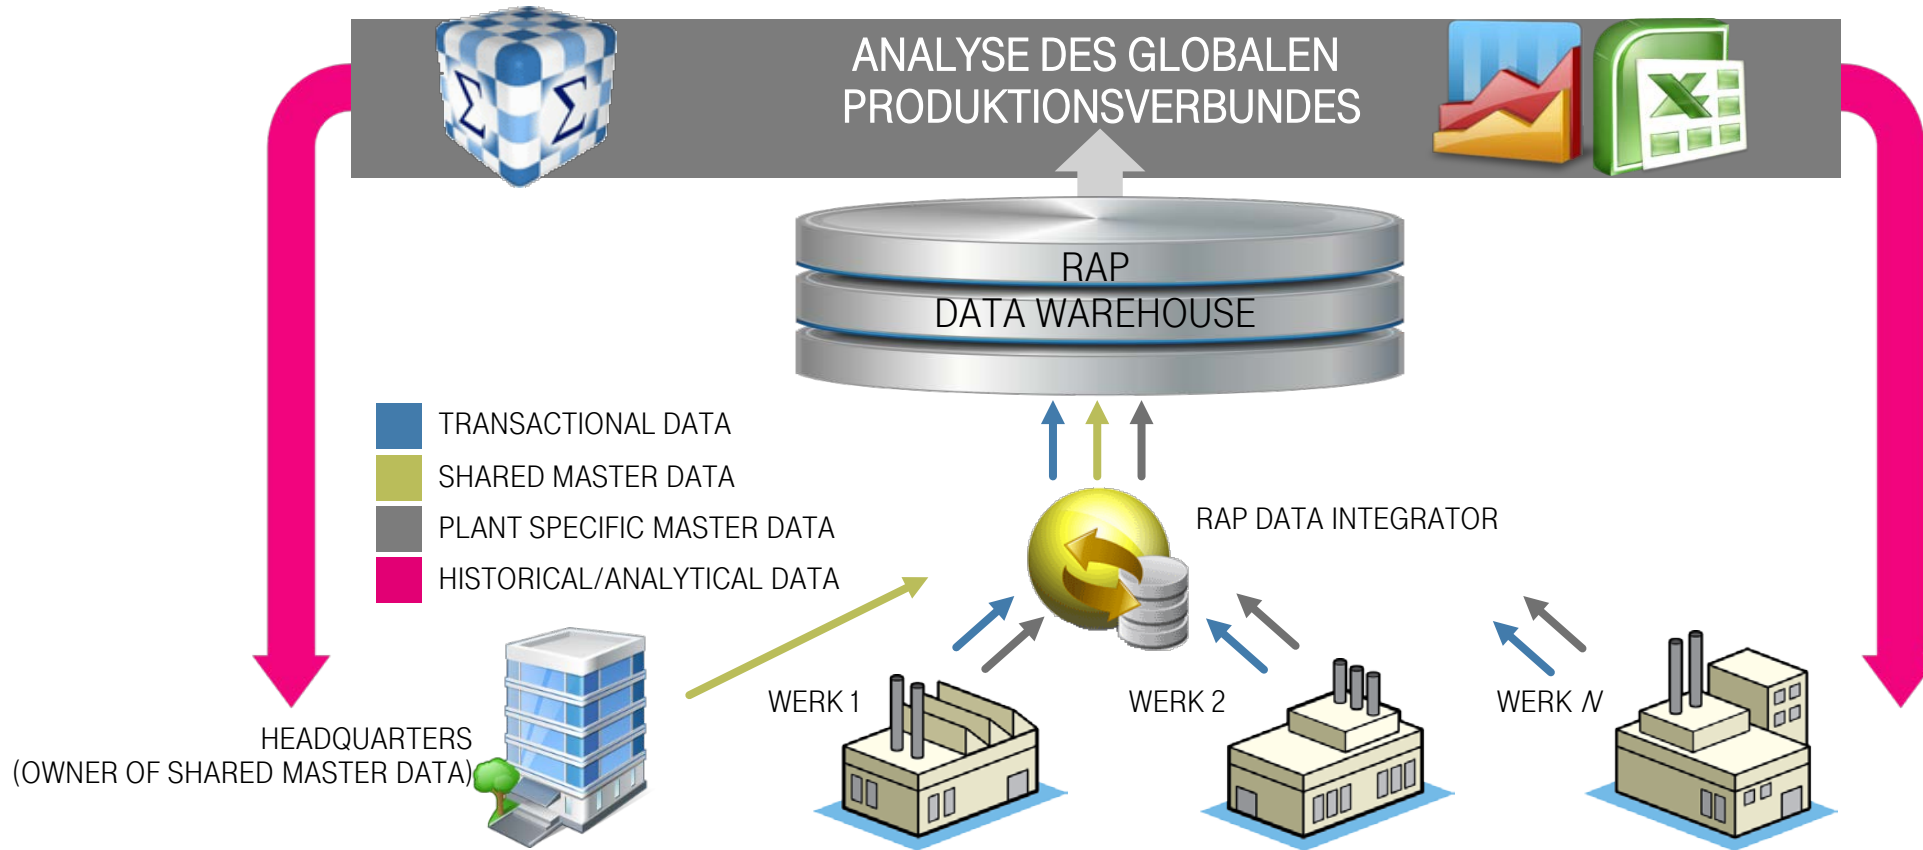 ANALYSE DES GLOBALEN
PRODUKTIONSVERBUNDES
Σ Σ
RAP
DATA WAREHOUSE
TRANSACTIONAL DATA
SHARED MASTER DATA
PLANT SPECIFIC MASTER DATA
HISTORICAL/ANALYTICAL DATA
RAP DATA INTEGRATOR
WERK 1
WERK 2
WERK N
HEADQUARTERS
(OWNER OF SHARED MASTER DATA)